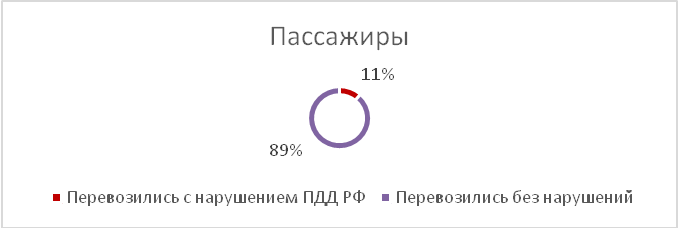 Пассажиры
11%
89%
Перевозились с нарушением ПДД РФ
Перевозились без нарушений